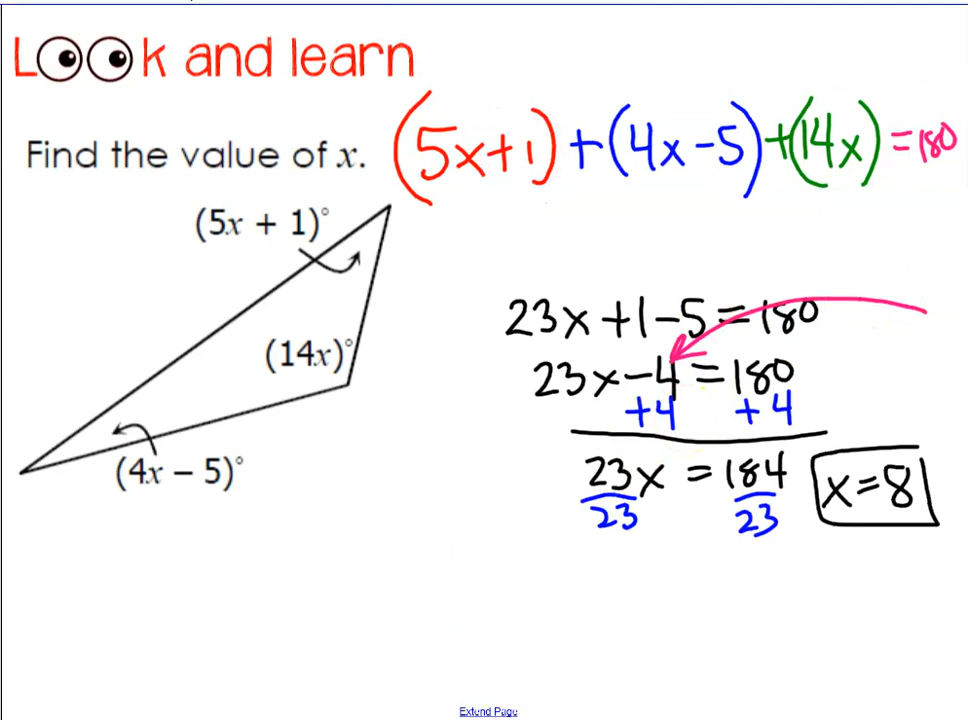 Look and learn
Find the value of x.
(5x+1)+(4x-5)+(14x)=180
(5x + 1)°
(14x)°
(4x − 5)°
23x+1-5=180
23x-4=180
+4 +4
23x = 184
23 23
x=8
Extend Page